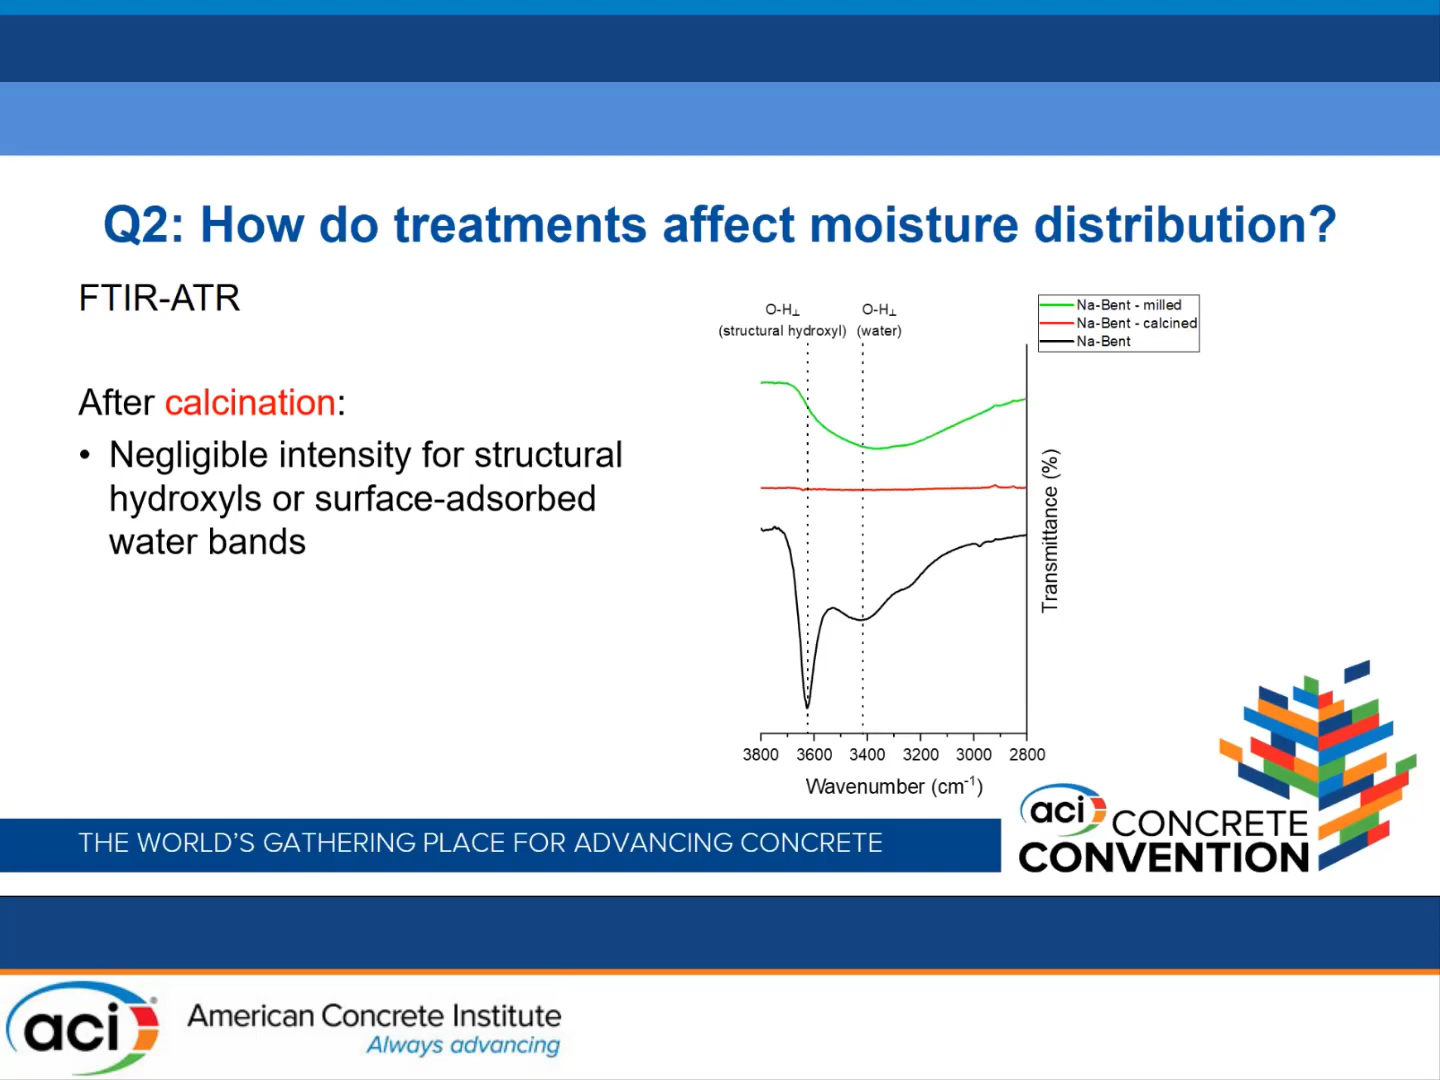 Q2: How do treatments affect moisture distribution?
FTIR-ATR
After calcination:
• Negligible intensity for structural
hydroxyls or surface-adsorbed
water bands
O-H⊥ O-H⊥
(structural hydroxyl) (water)
Na-Bent - milled
Na-Bent - calcined
Na-Bent
Transmittance (%)
3800 3600 3400 3200 3000 2800
Wavenumber (cm⁻¹)
THE WORLD'S GATHERING PLACE FOR ADVANCING CONCRETE
aci CONCRETE
CONVENTION
aci®
American Concrete Institute
Always advancing